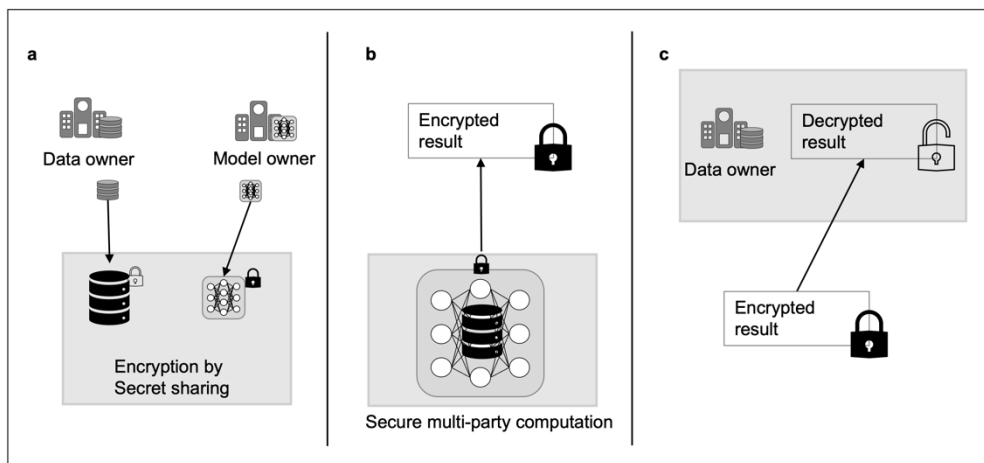 a
Data owner
Model owner
Encryption by
Secret sharing
b
Encrypted
result
Secure multi-party computation
c
Data owner
Decrypted
result
Encrypted
result